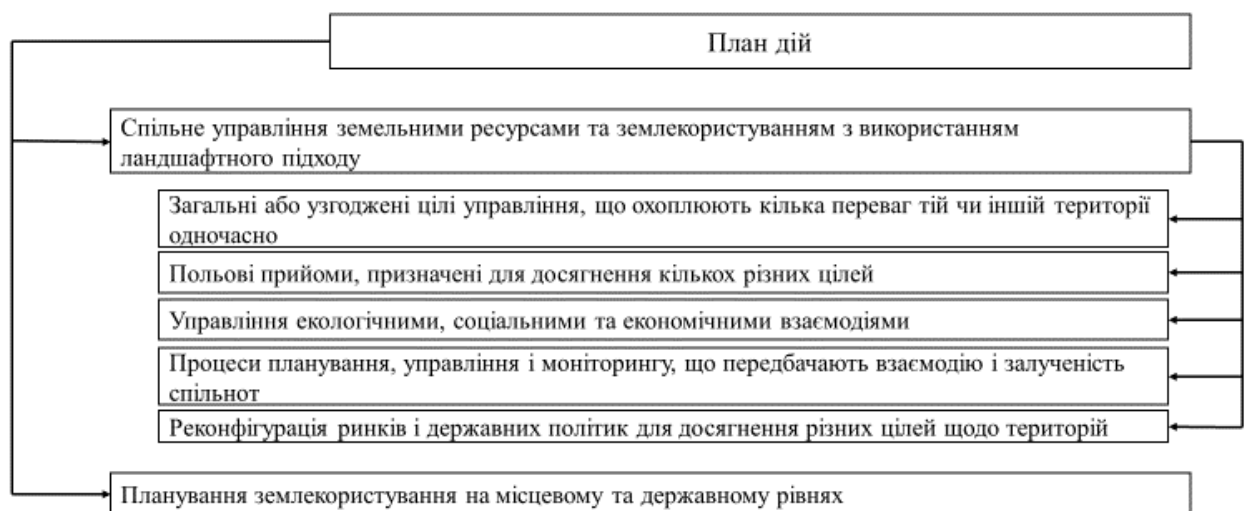 План дій
Спільне управління земельними ресурсами та землекористуванням з використанням
ландшафтного підходу
Загальні або узгоджені цілі управління, що охоплюють кілька переваг тій чи іншій території
одночасно
Польові прийоми, призначені для досягнення кількох різних цілей
Управління екологічними, соціальними та економічними взаємодіями
Процеси планування, управління і моніторингу, що передбачають взаємодію і залученість
спільнот
Реконфігурація ринків і державних політик для досягнення різних цілей щодо територій
Планування землекористування на місцевому та державному рівнях